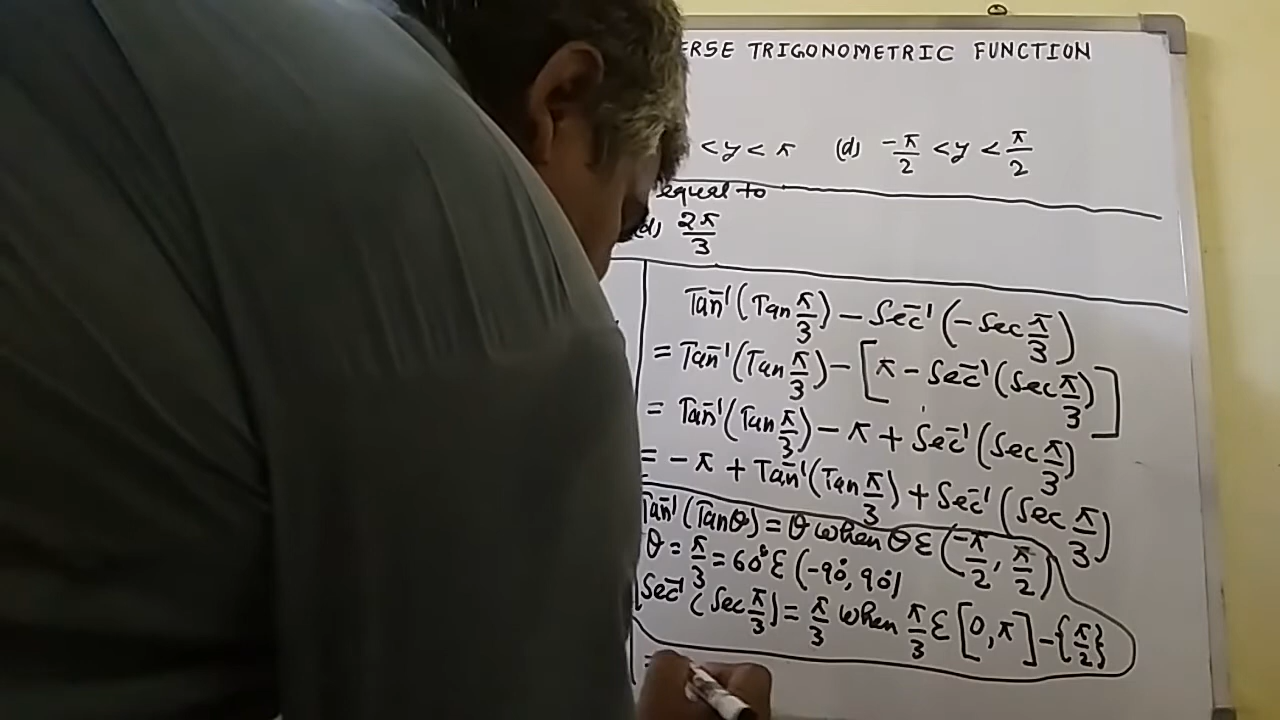 ERSE TRIGONOMETRIC FUNCTION
< y < π (d) -π/2 < y < π/2
equal to
(d) 2π/3
Tan⁻¹(Tan π/3) - Sec⁻¹(-Sec π/3)
= Tan⁻¹(Tan π/3) - [π - Sec⁻¹(Sec π/3)]
= Tan⁻¹(Tan π/3) - π + Sec⁻¹(Sec π/3)
= -π + Tan⁻¹(Tan π/3) + Sec⁻¹(Sec π/3)
Tan⁻¹(Tanθ) = θ when θ ε (-π/2, π/2)
θ = π/3 = 60° ε (-90°, 90°)
Sec⁻¹(Sec π/3) = π/3 when π/3 ε [0, π] - {π/2}
=